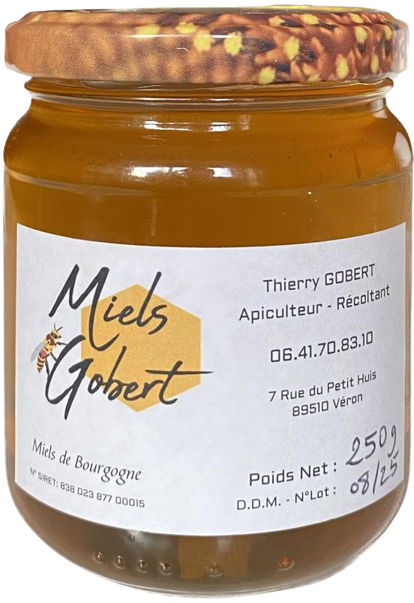 Miels
Gobert
Miels de Bourgogne
N° SIRET: 838 023 877 00015
Thierry GOBERT
Apiculteur - Récoltant
06.41.70.83.10
7 Rue du Petit Huis
89510 Véron
Poids Net : 250g
D.D.M. - N°Lot : 08/25